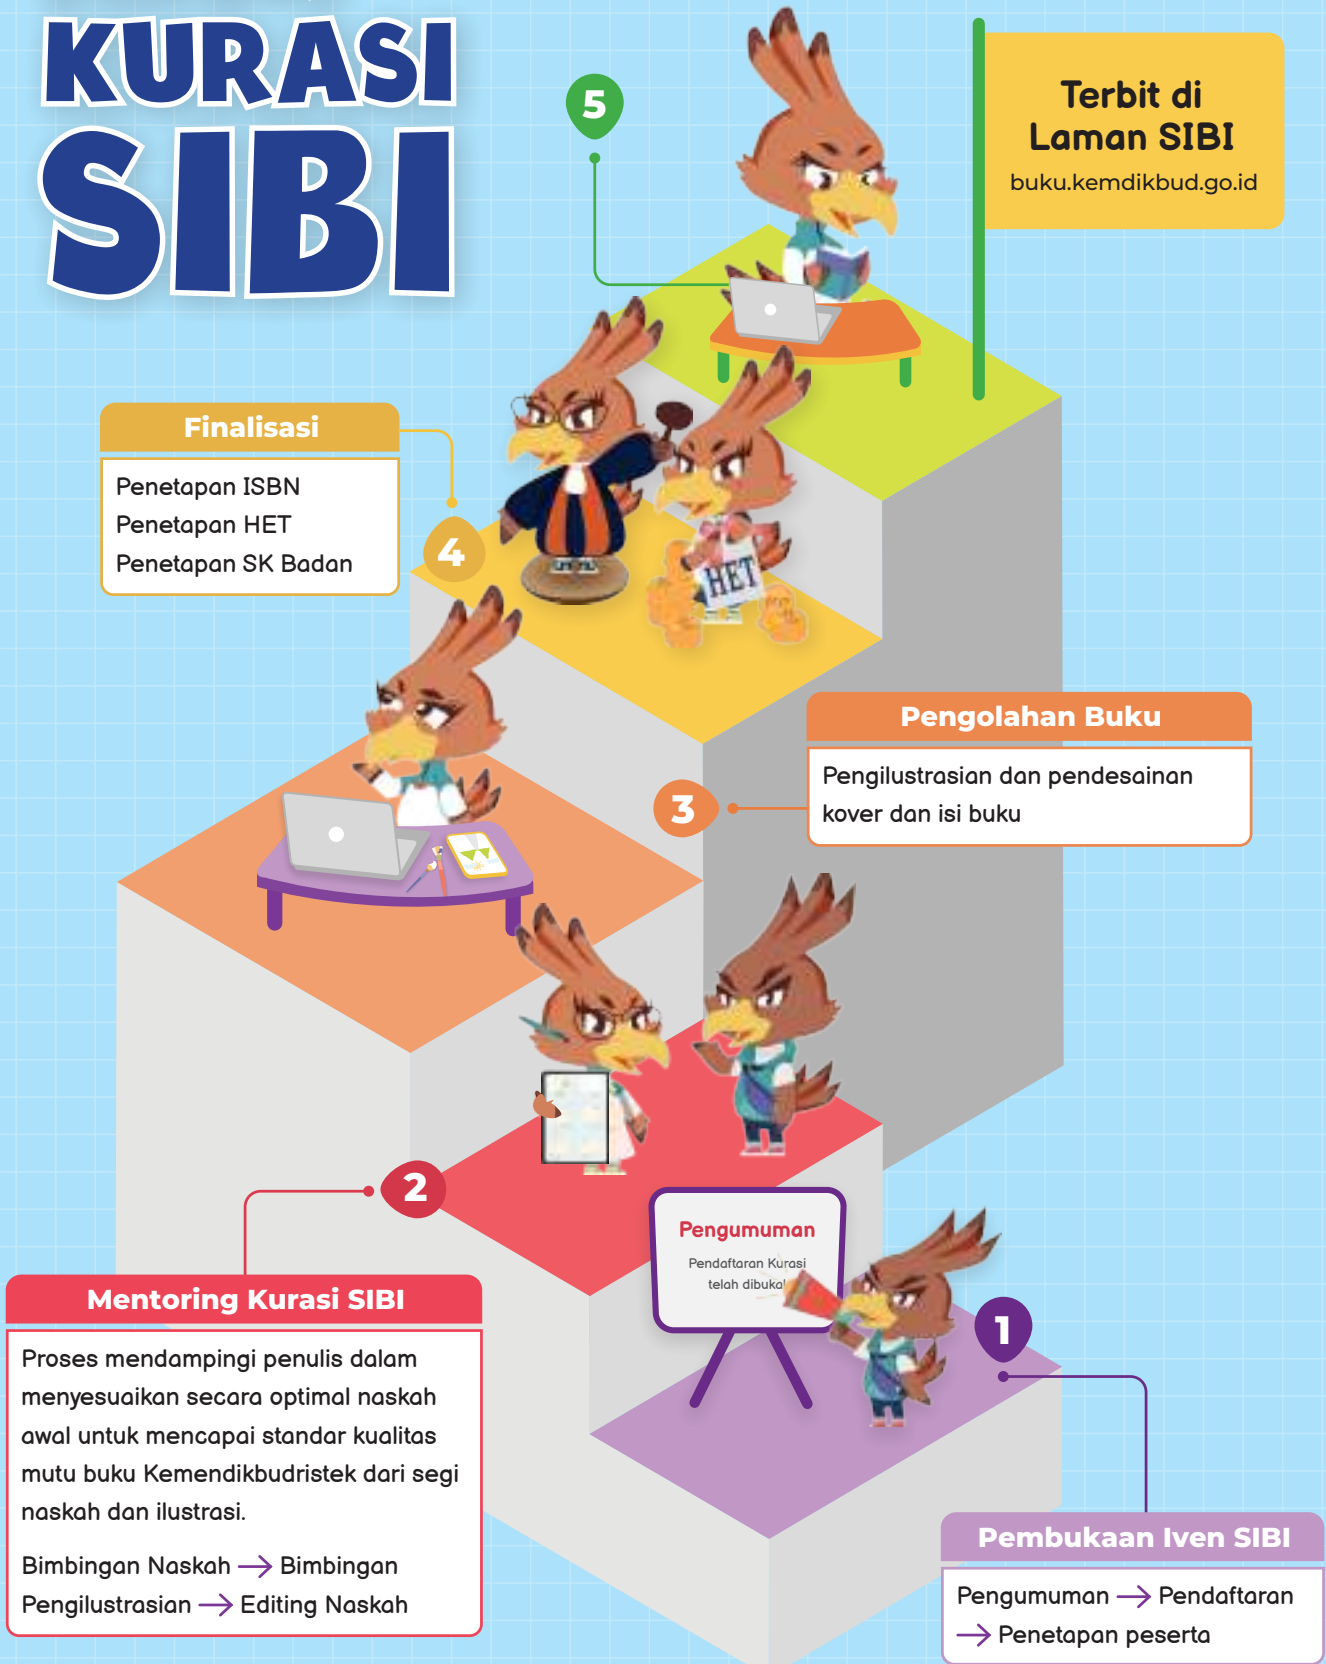 KURASI
SIBI
5
Terbit di
Laman SIBI
buku.kemdikbud.go.id
Finalisasi
Penetapan ISBN
Penetapan HET
Penetapan SK Badan
4
HET
Pengolahan Buku
Pengilustrasian dan pendesainan
kover dan isi buku
3
2
Mentoring Kurasi SIBI
Proses mendampingi penulis dalam
menyesuaikan secara optimal naskah
awal untuk mencapai standar kualitas
mutu buku Kemendikbudristek dari segi
naskah dan ilustrasi.
Bimbingan Naskah → Bimbingan
Pengilustrasian → Editing Naskah
Pengumuman
Pendaftaran Kurasi
telah dibuka!
1
Pembukaan Iven SIBI
Pengumuman → Pendaftaran
→ Penetapan peserta